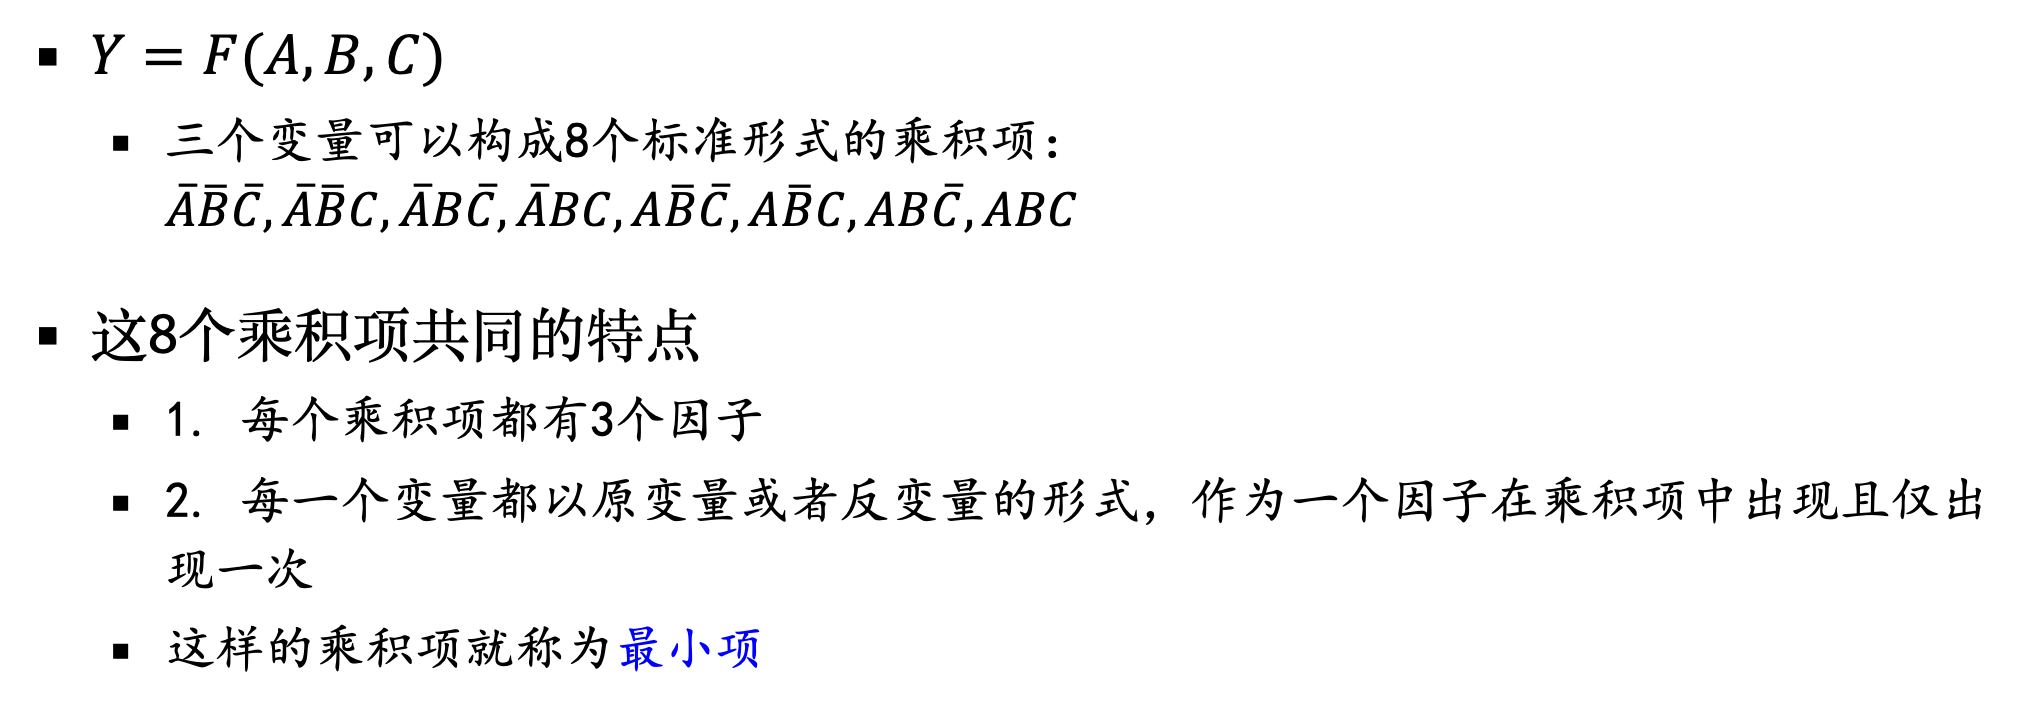 ▪ Y = F(A, B, C)
▪ 三个变量可以构成8个标准形式的乘积项：
A̅B̅C̅, A̅B̅C, A̅BC̅, A̅BC, AB̅C̅, AB̅C, ABC̅, ABC
▪ 这8个乘积项共同的特点
▪ 1. 每个乘积项都有3个因子
▪ 2. 每一个变量都以原变量或者反变量的形式，作为一个因子在乘积项中出现且仅出
现一次
▪ 这样的乘积项就称为最小项